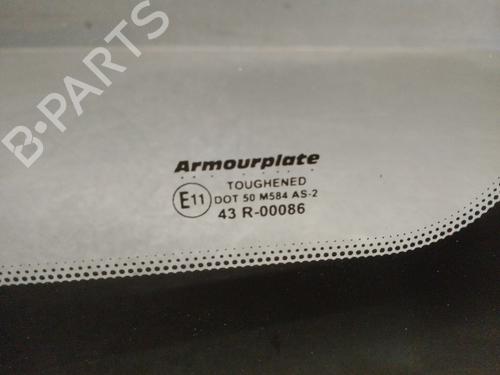 B·PARTS
Armourplate
TOUGHENED
E11 DOT 50 M584 AS-2
43 R-00086